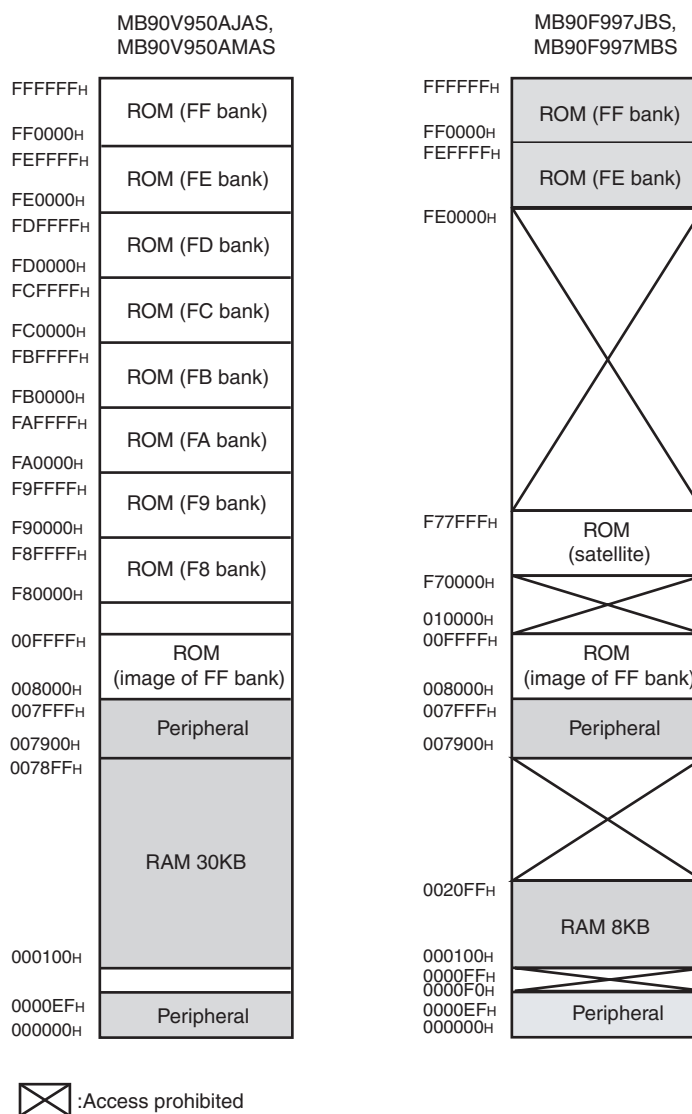 MB90V950AJAS,
MB90V950AMAS
FFFFFFH
ROM (FF bank)
FF0000H
FEFFFFH
ROM (FE bank)
FE0000H
FDFFFFH
ROM (FD bank)
FD0000H
FCFFFFH
ROM (FC bank)
FC0000H
FBFFFFH
ROM (FB bank)
FB0000H
FAFFFFH
ROM (FA bank)
FA0000H
F9FFFFH
ROM (F9 bank)
F90000H
F8FFFFH
ROM (F8 bank)
F80000H
00FFFFH
ROM
(image of FF bank)
008000H
007FFFH
Peripheral
007900H
0078FFH
RAM 30KB
000100H
0000EFH
Peripheral
000000H
MB90F997JBS,
MB90F997MBS
FFFFFFH
ROM (FF bank)
FF0000H
FEFFFFH
ROM (FE bank)
FE0000H
F77FFFH
ROM
(satellite)
F70000H
010000H
00FFFFH
ROM
(image of FF bank)
008000H
007FFFH
Peripheral
007900H
0020FFH
RAM 8KB
000100H
0000FFH
0000F0H
0000EFH
Peripheral
000000H
:Access prohibited